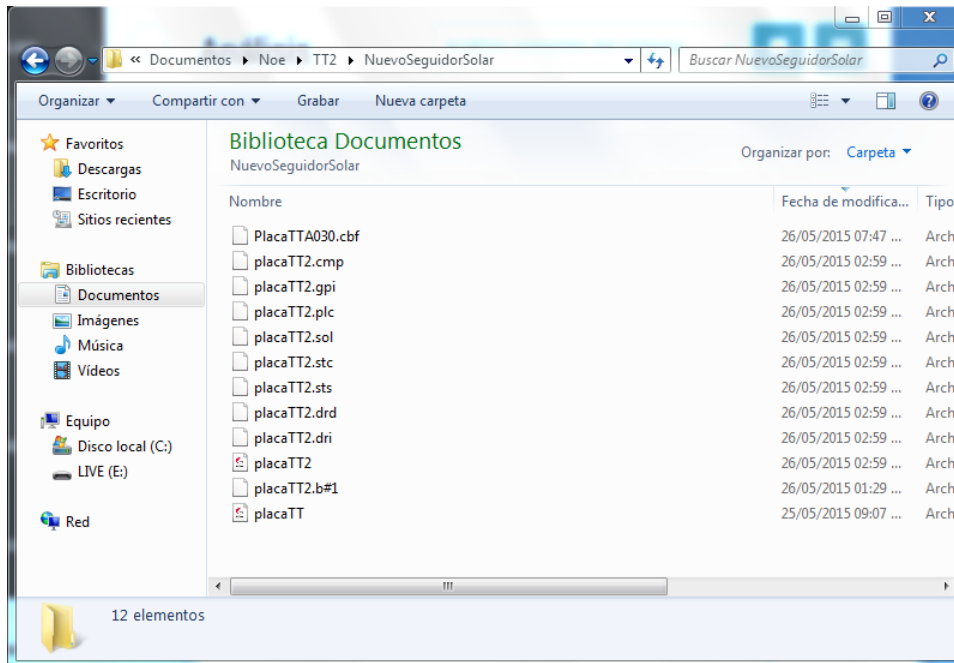 « Documentos ▸ Noe ▸ TT2 ▸ NuevoSeguidorSolar
Buscar NuevoSeguidorSolar
Organizar Compartir con Grabar Nueva carpeta
Favoritos
Descargas
Escritorio
Sitios recientes
Bibliotecas
Documentos
Imágenes
Música
Vídeos
Equipo
Disco local (C:)
LIVE (E:)
Red
Biblioteca Documentos
NuevoSeguidorSolar
Organizar por: Carpeta
Nombre Fecha de modifica... Tipo
PlacaTTA030.cbf 26/05/2015 07:47 ... Arch
placaTT2.cmp 26/05/2015 02:59 ... Arch
placaTT2.gpi 26/05/2015 02:59 ... Arch
placaTT2.plc 26/05/2015 02:59 ... Arch
placaTT2.sol 26/05/2015 02:59 ... Arch
placaTT2.stc 26/05/2015 02:59 ... Arch
placaTT2.sts 26/05/2015 02:59 ... Arch
placaTT2.drd 26/05/2015 02:59 ... Arch
placaTT2.dri 26/05/2015 02:59 ... Arch
placaTT2 26/05/2015 02:59 ... Arch
placaTT2.b#1 26/05/2015 01:29 ... Arch
placaTT 25/05/2015 09:07 ... Arch
12 elementos